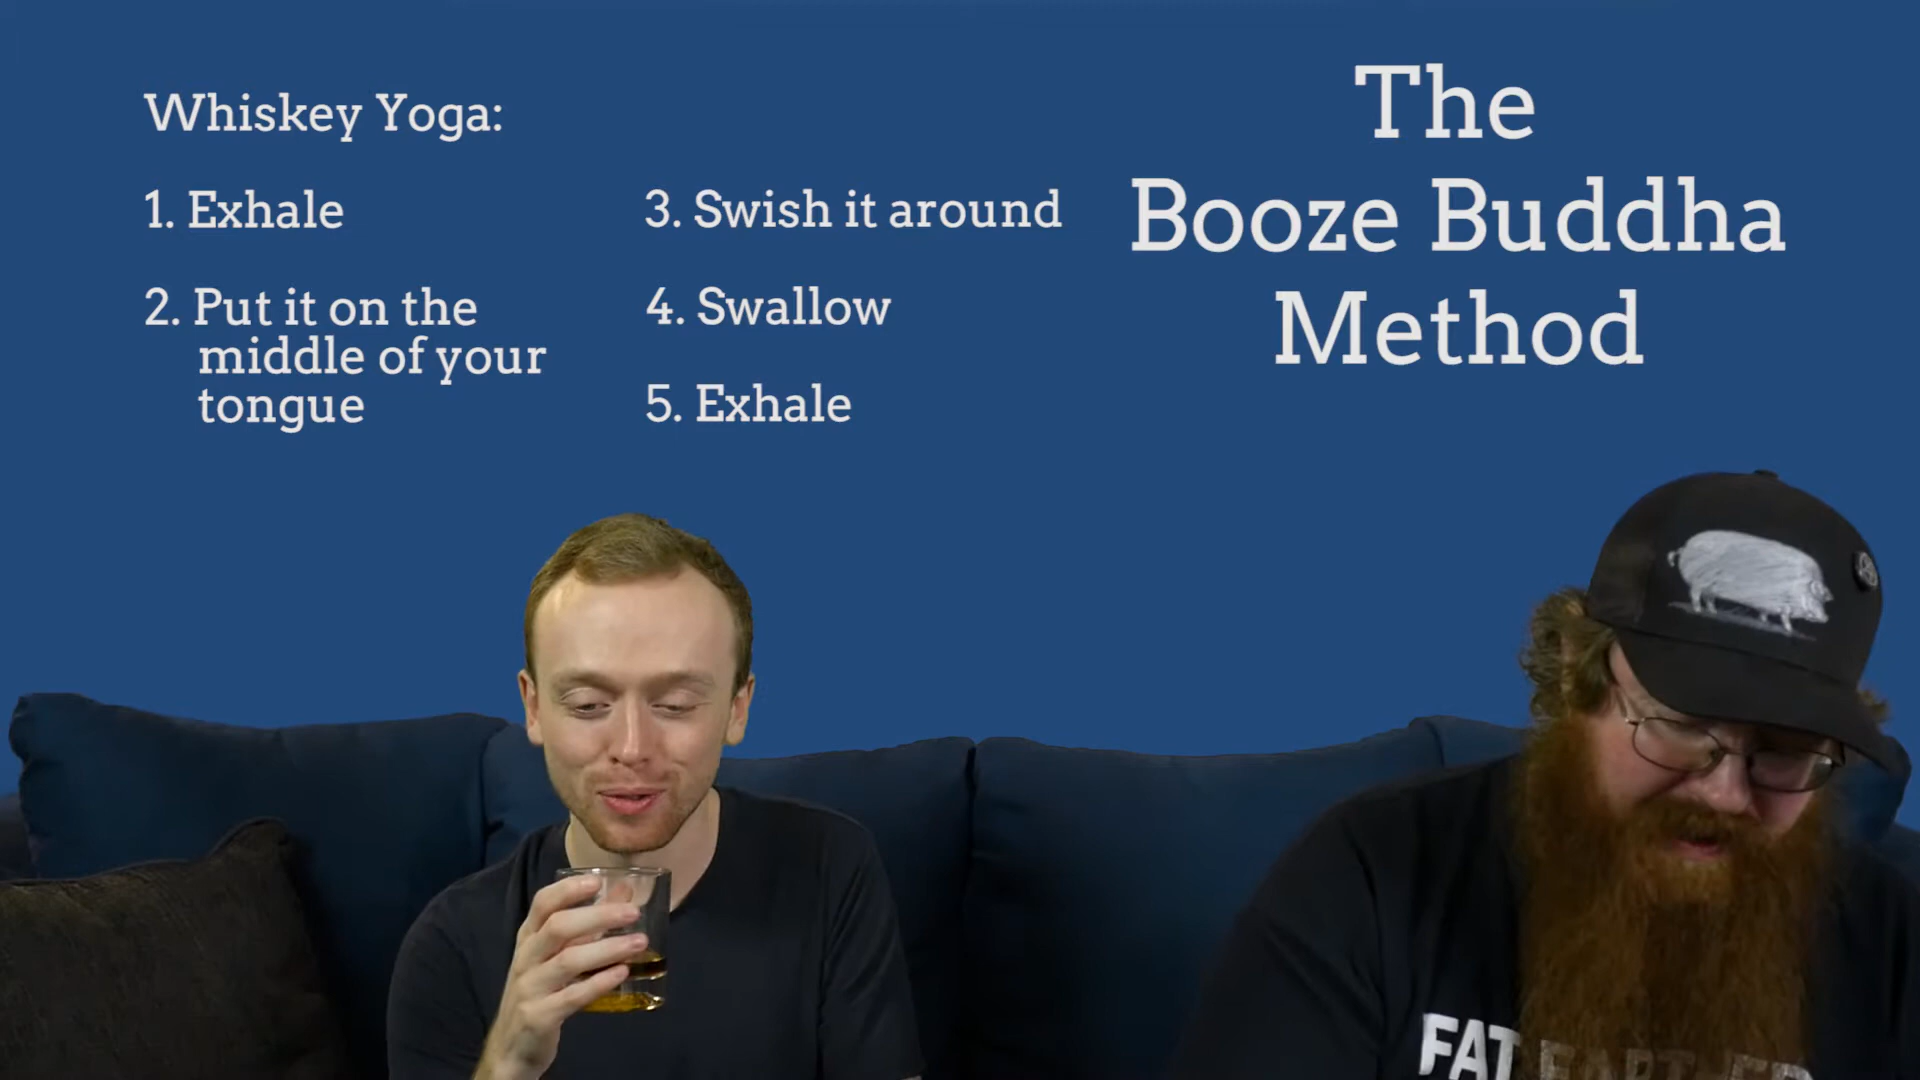 Whiskey Yoga:
1. Exhale
2. Put it on the
middle of your
tongue
3. Swish it around
4. Swallow
5. Exhale
The
Booze Buddha
Method
FAT